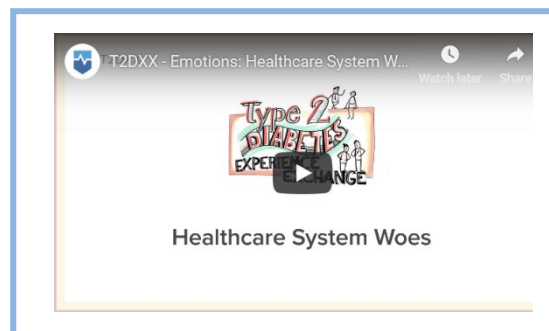 T2DXX - Emotions: Healthcare System W...
Watch later
Share
Type 2
DIABETES
EXPERIENCE
EXCHANGE
Healthcare System Woes